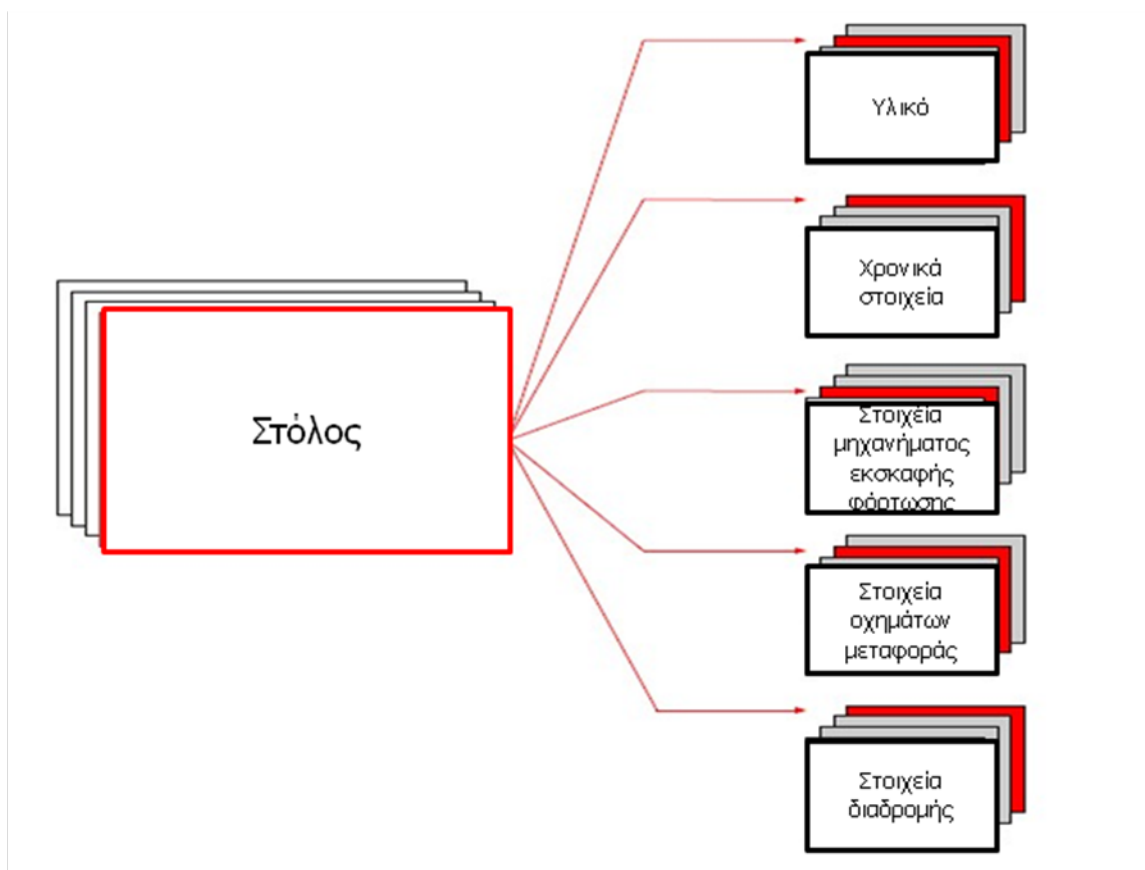 Στόλος
Υλικό
Χρονικά
στοιχεία
Στοιχεία
μηχανήματος
εκσκαφής
φόρτωσης
Στοιχεία
οχημάτων
μεταφοράς
Στοιχεία
διαδρομής